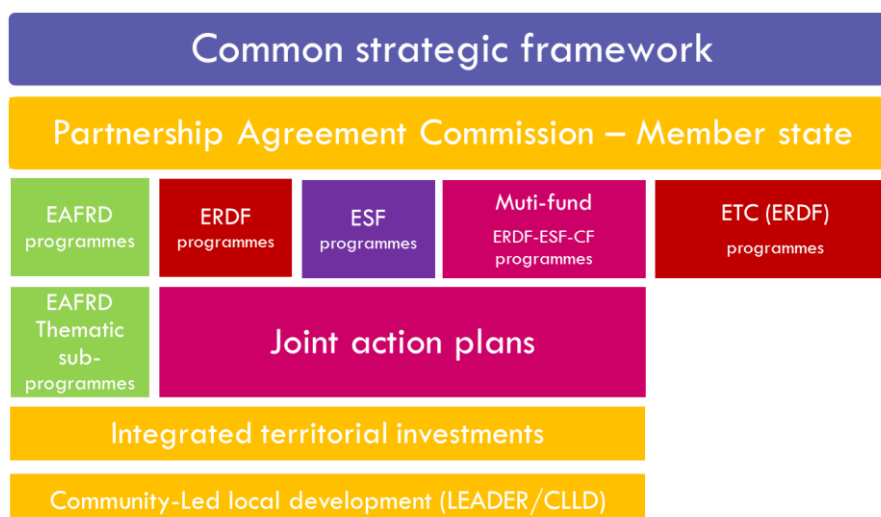 Common strategic framework
Partnership Agreement Commission – Member state
EAFRD
programmes
ERDF
programmes
ESF
programmes
Muti-fund
ERDF-ESF-CF
programmes
ETC (ERDF)
programmes
EAFRD
Thematic
sub-
programmes
Joint action plans
Integrated territorial investments
Community-Led local development (LEADER/CLLD)